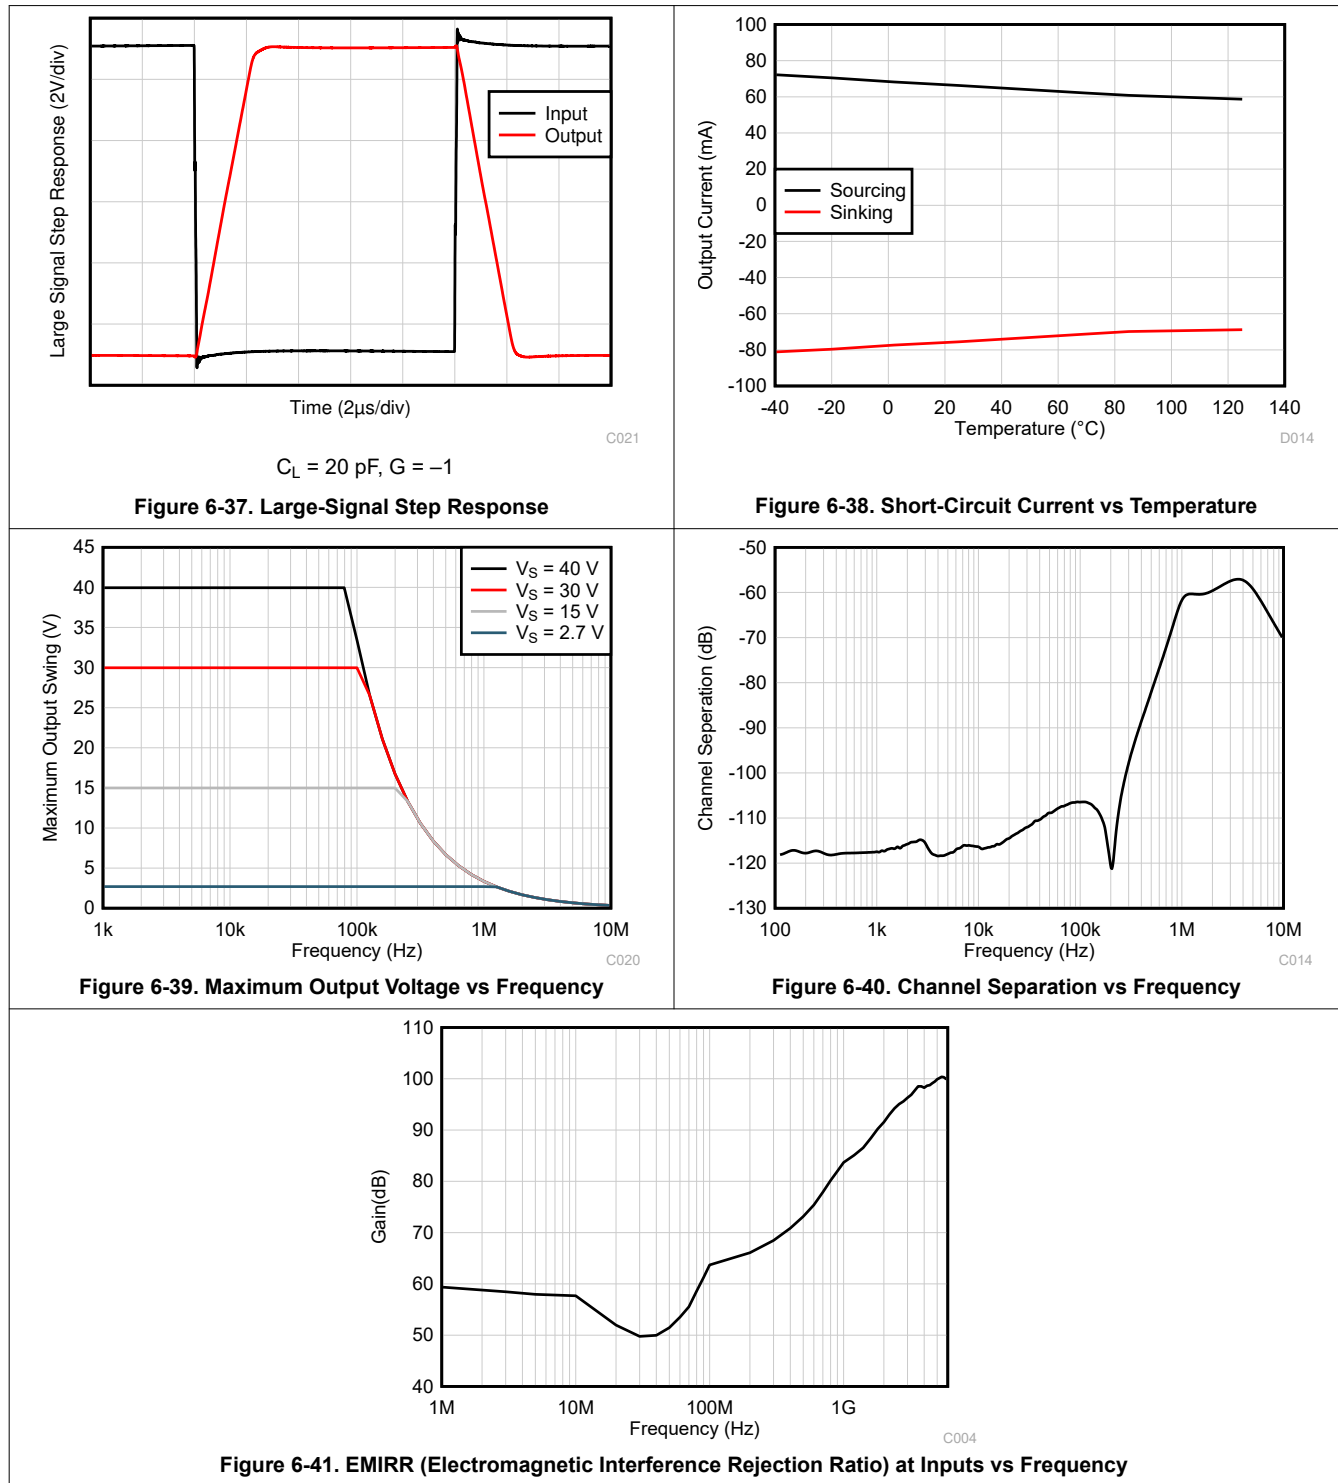 Large Signal Step Response (2V/div)
Input
Output
Time (2µs/div)
C021
C_L = 20 pF, G = –1
Figure 6-37. Large-Signal Step Response
Output Current (mA)
100
80
60
40
20
0
-20
-40
-60
-80
-100
Sourcing
Sinking
-40 -20 0 20 40 60 80 100 120 140
Temperature (°C)
D014
Figure 6-38. Short-Circuit Current vs Temperature
Maximum Output Swing (V)
45
40
35
30
25
20
15
10
5
0
V_S = 40 V
V_S = 30 V
V_S = 15 V
V_S = 2.7 V
1k 10k 100k 1M 10M
Frequency (Hz)
C020
Figure 6-39. Maximum Output Voltage vs Frequency
Channel Seperation (dB)
-50
-60
-70
-80
-90
-100
-110
-120
-130
100 1k 10k 100k 1M 10M
Frequency (Hz)
C014
Figure 6-40. Channel Separation vs Frequency
Gain(dB)
110
100
90
80
70
60
50
40
1M 10M 100M 1G
Frequency (Hz)
C004
Figure 6-41. EMIRR (Electromagnetic Interference Rejection Ratio) at Inputs vs Frequency